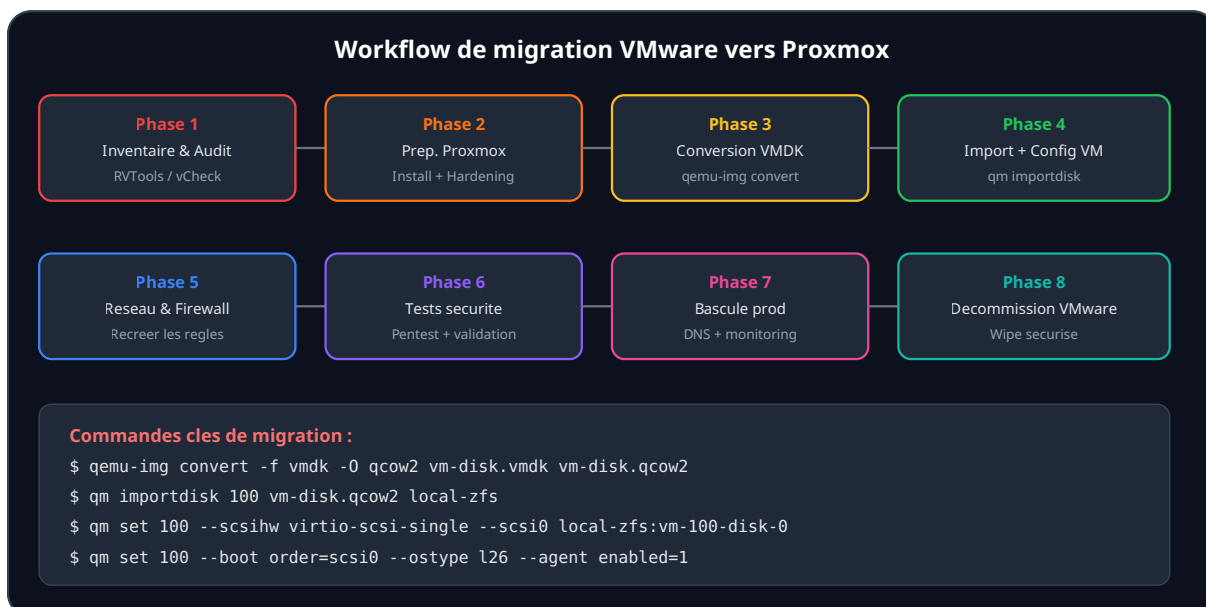 Workflow de migration VMware vers Proxmox
Phase 1
Inventaire & Audit
RVTools / vCheck
Phase 2
Prep. Proxmox
Install + Hardening
Phase 3
Conversion VMDK
qemu-img convert
Phase 4
Import + Config VM
qm importdisk
Phase 5
Reseau & Firewall
Recreer les regles
Phase 6
Tests securite
Pentest + validation
Phase 7
Bascule prod
DNS + monitoring
Phase 8
Decommission VMware
Wipe securise
Commandes cles de migration :
$ qemu-img convert -f vmdk -O qcow2 vm-disk.vmdk vm-disk.qcow2
$ qm importdisk 100 vm-disk.qcow2 local-zfs
$ qm set 100 --scsihw virtio-scsi-single --scsi0 local-zfs:vm-100-disk-0
$ qm set 100 --boot order=scsi0 --ostype l26 --agent enabled=1